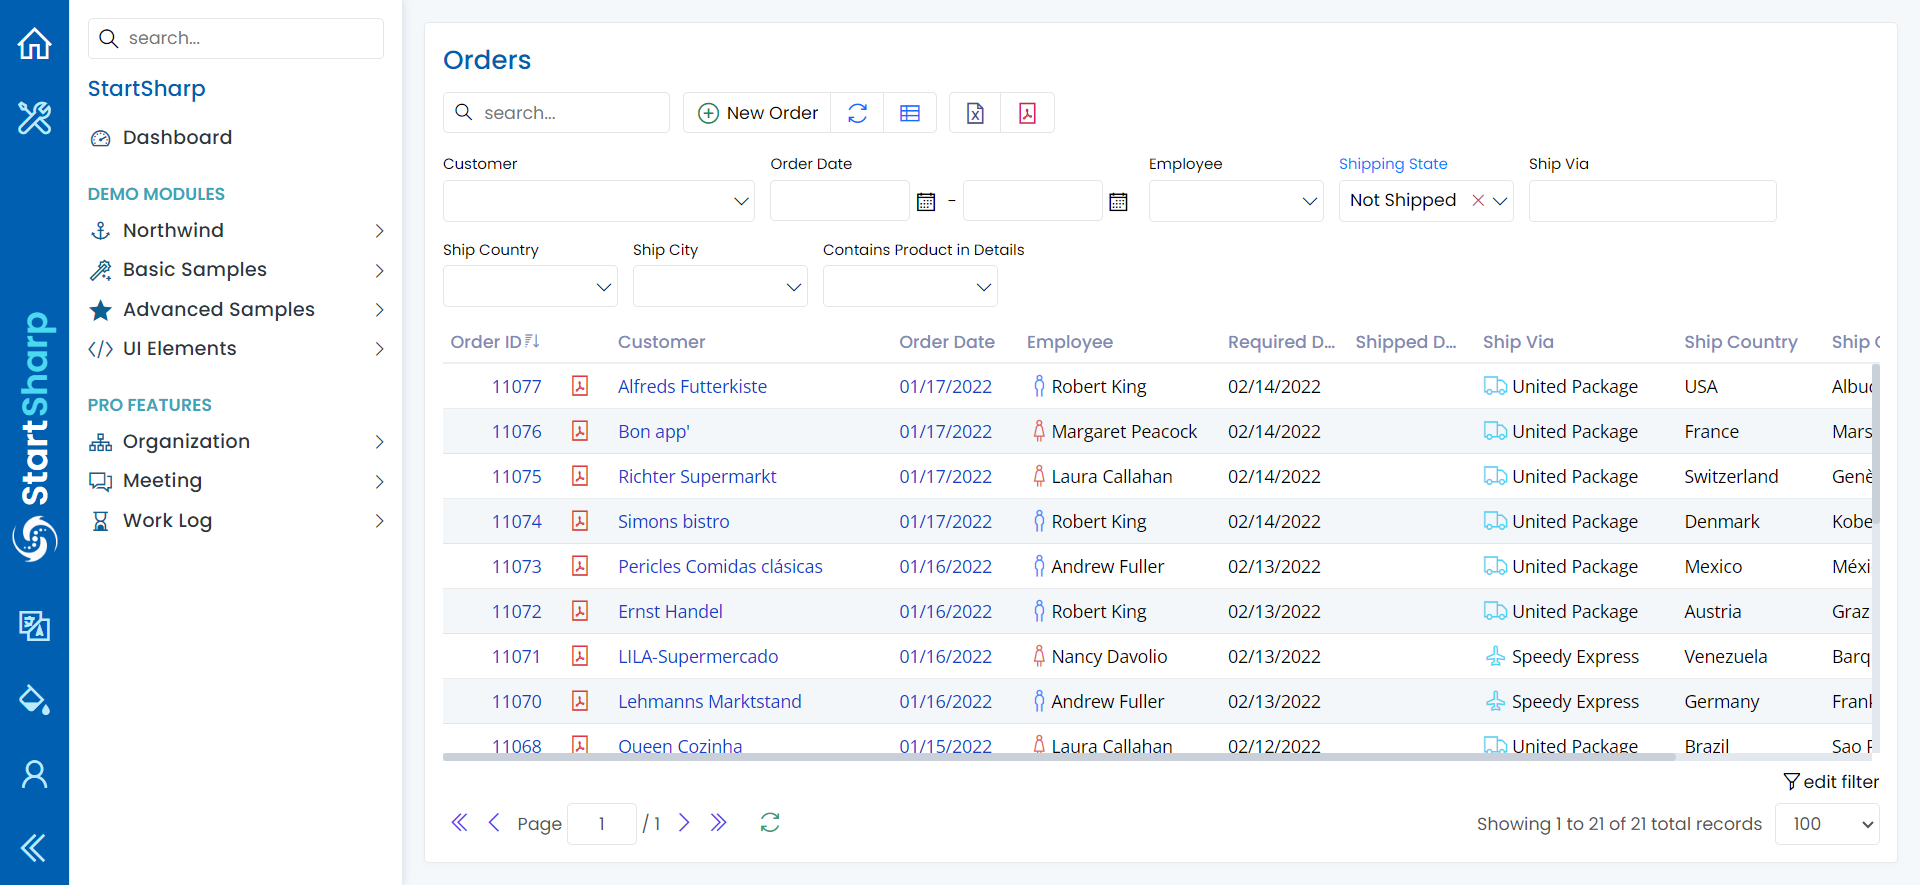 search...
StartSharp
Dashboard
DEMO MODULES
Northwind
Basic Samples
Advanced Samples
UI Elements
PRO FEATURES
Organization
Meeting
Work Log
StartSharp
Orders
search...
New Order
Customer Order Date Employee Shipping State Ship Via
- Not Shipped
Ship Country Ship City Contains Product in Details
Order ID Customer Order Date Employee Required D... Shipped D... Ship Via Ship Country Ship
11077 Alfreds Futterkiste 01/17/2022 Robert King 02/14/2022 United Package USA Albu
11076 Bon app' 01/17/2022 Margaret Peacock 02/14/2022 United Package France Mars
11075 Richter Supermarkt 01/17/2022 Laura Callahan 02/14/2022 United Package Switzerland Genè
11074 Simons bistro 01/17/2022 Robert King 02/14/2022 United Package Denmark Kobe
11073 Pericles Comidas clásicas 01/16/2022 Andrew Fuller 02/13/2022 United Package Mexico Méxi
11072 Ernst Handel 01/16/2022 Robert King 02/13/2022 United Package Austria Graz
11071 LILA-Supermercado 01/16/2022 Nancy Davolio 02/13/2022 Speedy Express Venezuela Barq
11070 Lehmanns Marktstand 01/16/2022 Andrew Fuller 02/13/2022 Speedy Express Germany Frank
11068 Queen Cozinha 01/15/2022 Laura Callahan 02/12/2022 United Package Brazil Sao
edit filter
Page 1 / 1 Showing 1 to 21 of 21 total records 100